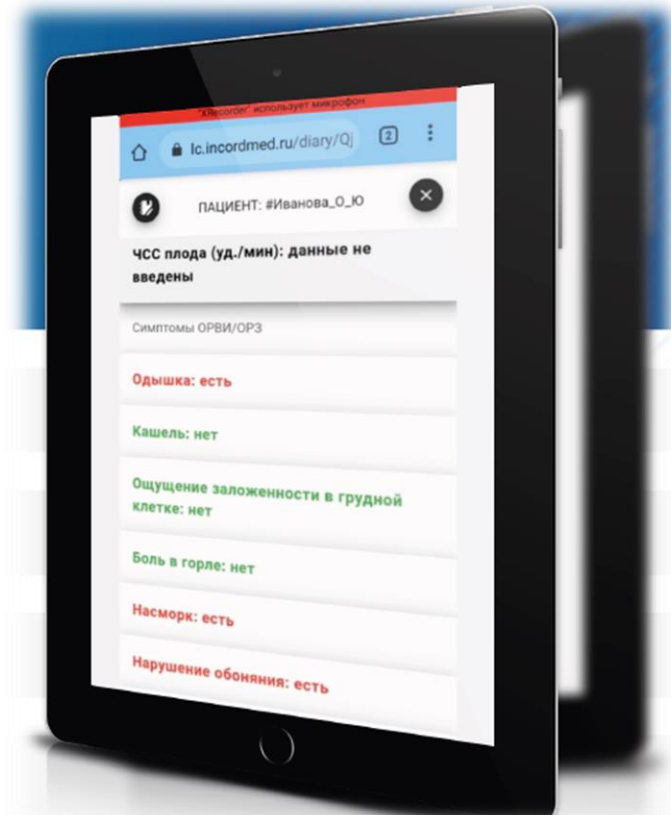 "XRecorder" использует микрофон
lc.incordmed.ru/diary/Qj
2
ПАЦИЕНТ: #Иванова_О_Ю
ЧСС плода (уд./мин): данные не
введены
Симптомы ОРВИ/ОРЗ
Одышка: есть
Кашель: нет
Ощущение заложенности в грудной
клетке: нет
Боль в горле: нет
Насморк: есть
Нарушение обоняния: есть